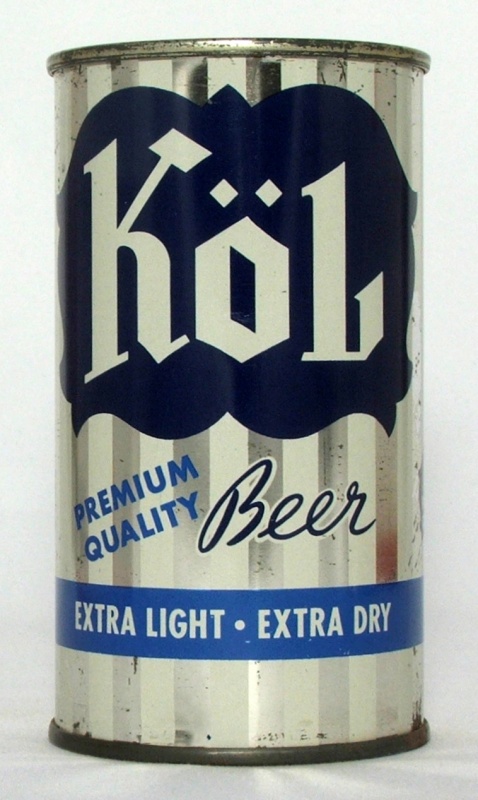 Köl
PREMIUM
QUALITY
Beer
EXTRA LIGHT • EXTRA DRY